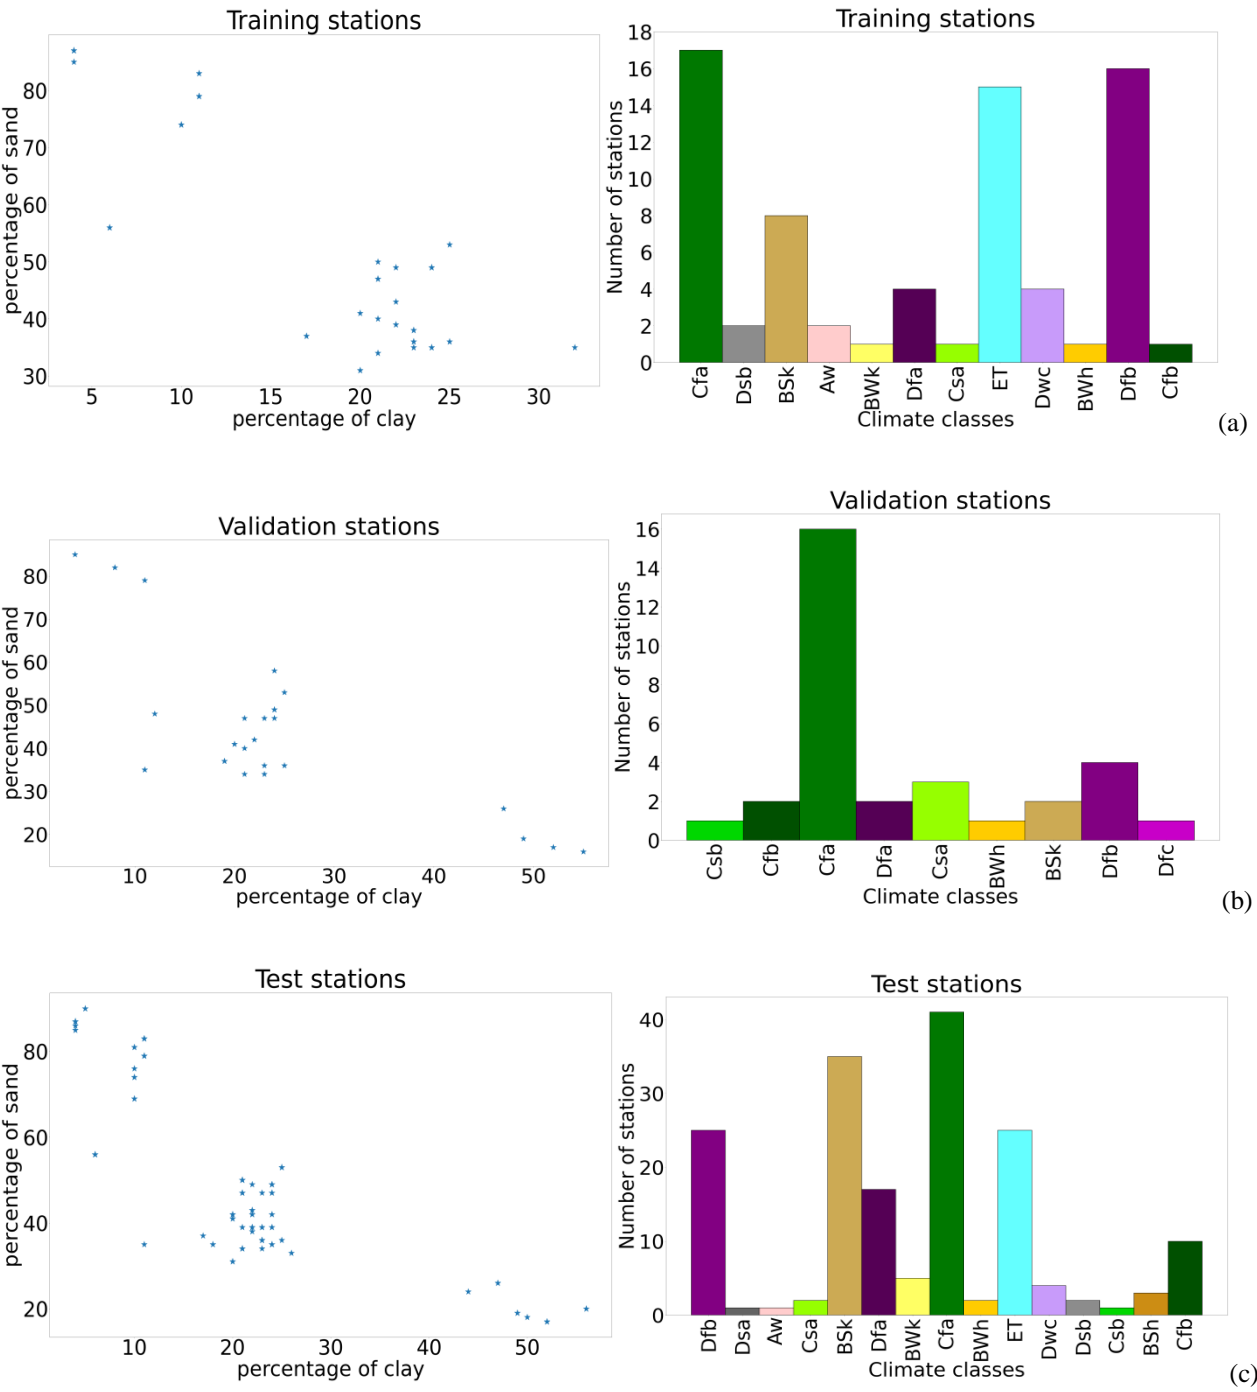 Training stations
percentage of sand
80
70
60
50
40
30
5 10 15 20 25 30
percentage of clay
Training stations
Number of stations
18
16
14
12
10
8
6
4
2
0
Cfa Dsb BSk Aw BWk Dfa Csa ET Dwc BWh Dfb Cfb
Climate classes
(a)
Validation stations
percentage of sand
80
70
60
50
40
30
20
10 20 30 40 50
percentage of clay
Validation stations
Number of stations
16
14
12
10
8
6
4
2
0
Csb Cfb Cfa Dfa Csa BWh BSk Dfb Dfc
Climate classes
(b)
Test stations
percentage of sand
80
60
40
20
10 20 30 40 50
percentage of clay
Test stations
Number of stations
40
30
20
10
0
Dfb Dsa Aw Csa BSk Dfa BWk Cfa BWh ET Dwc Dsb Csb BSh Cfb
Climate classes
(c)